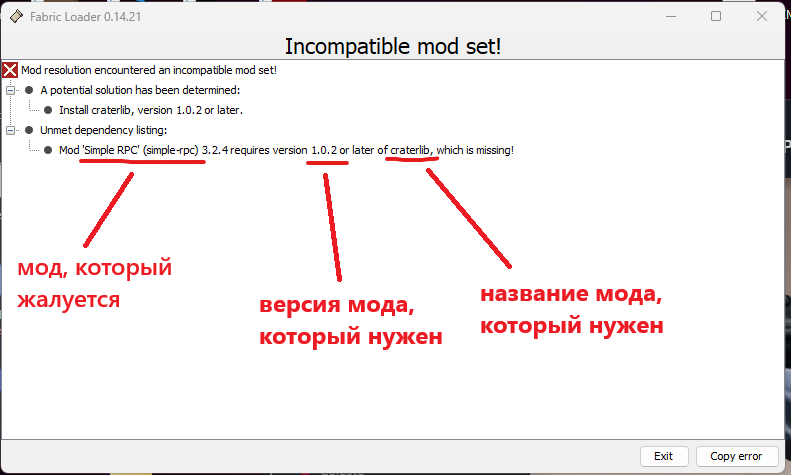 Fabric Loader 0.14.21
Incompatible mod set!
Mod resolution encountered an incompatible mod set!
A potential solution has been determined:
Install craterlib, version 1.0.2 or later.
Unmet dependency listing:
Mod 'Simple RPC' (simple-rpc) 3.2.4 requires version 1.0.2 or later of craterlib, which is missing!
мод, который
жалуется
версия мода,
который нужен
название мода,
который нужен
Exit
Copy error